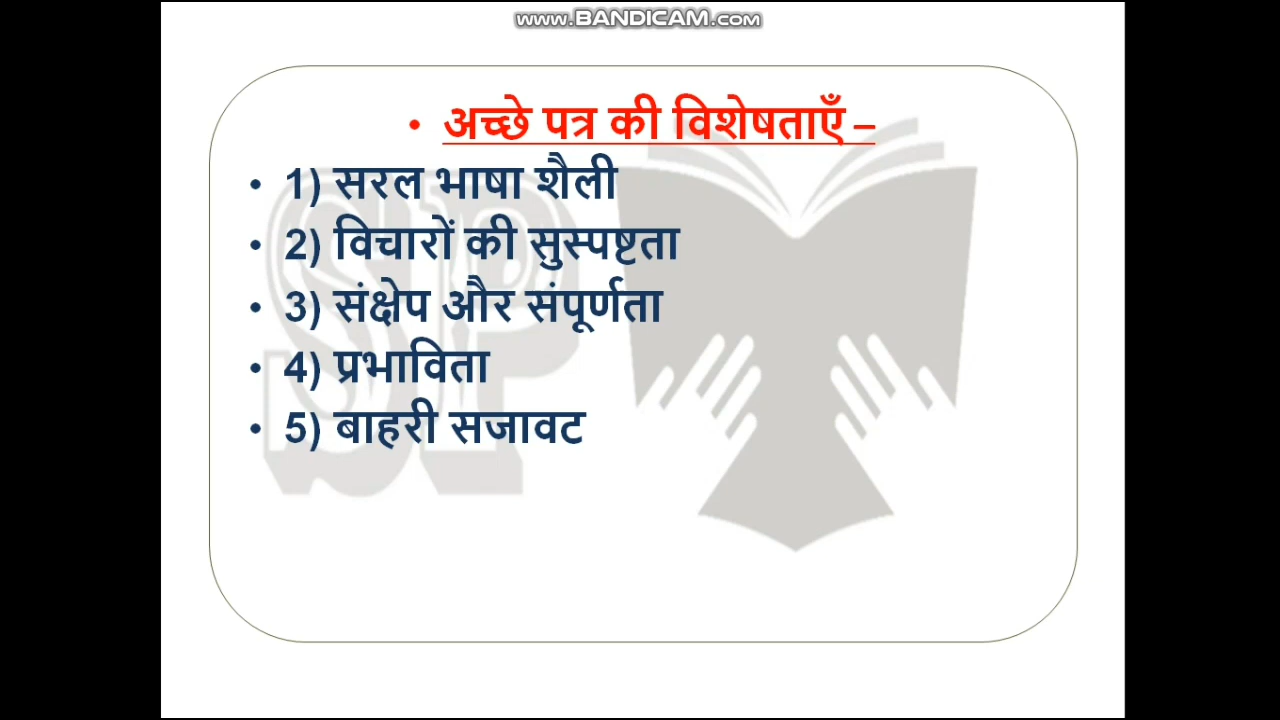 www.BANDICAM.com
• अच्छे पत्र की विशेषताएँ –
• 1) सरल भाषा शैली
• 2) विचारों की सुस्पष्टता
• 3) संक्षेप और संपूर्णता
• 4) प्रभाविता
• 5) बाहरी सजावट
SP